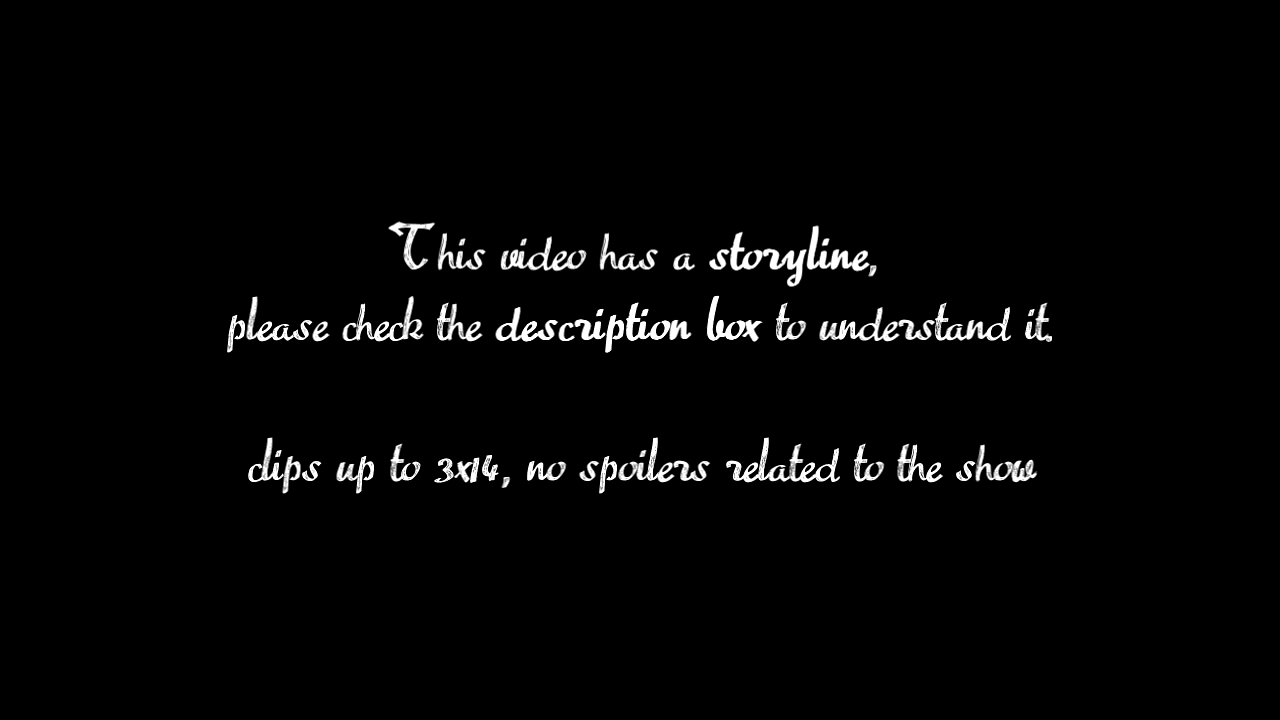 This video has a storyline,
please check the description box to understand it.
clips up to 3x14, no spoilers related to the show